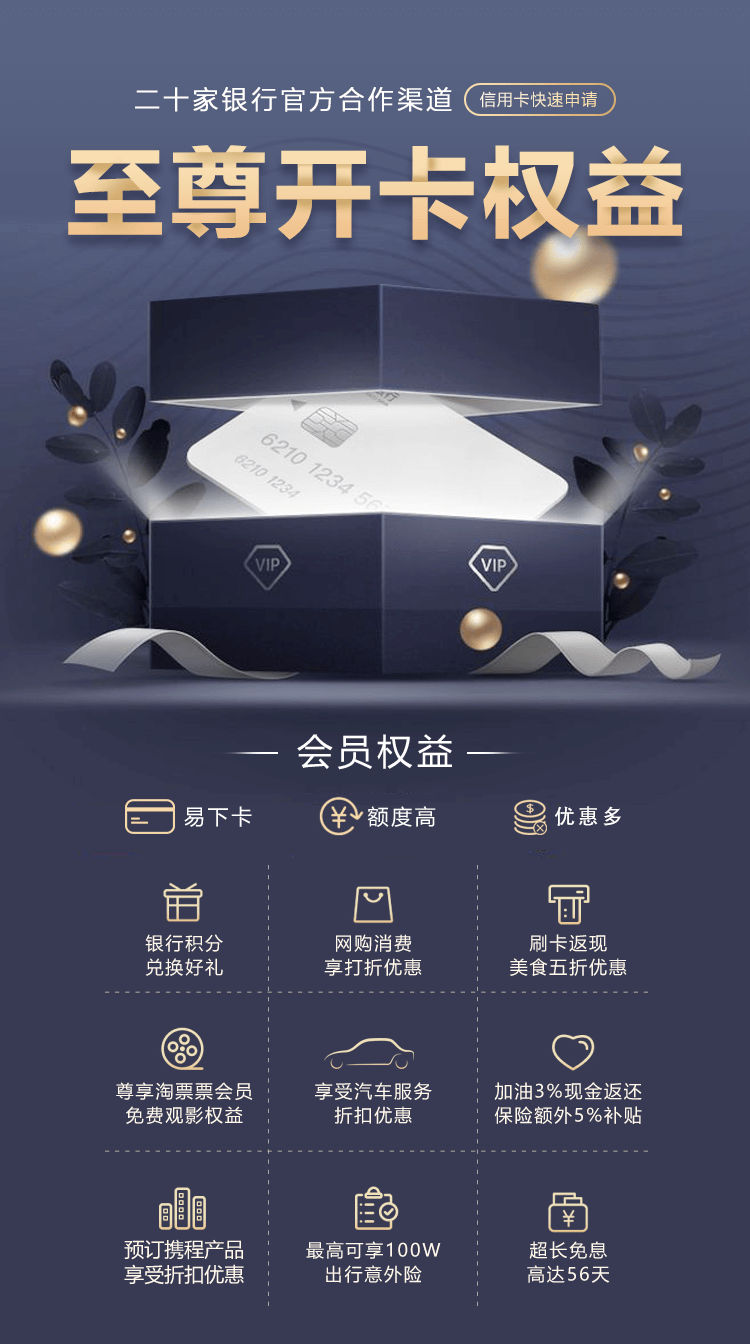 二十家银行官方合作渠道 信用卡快速申请
至尊开卡权益
6210 1234
6210 1234
VIP VIP
会员权益
易下卡 额度高 优惠多
银行积分
兑换好礼
网购消费
享打折优惠
刷卡返现
美食五折优惠
尊享淘票票会员
免费观影权益
享受汽车服务
折扣优惠
加油3%现金返还
保险额外5%补贴
预订携程产品
享受折扣优惠
最高可享100W
出行意外险
超长免息
高达56天